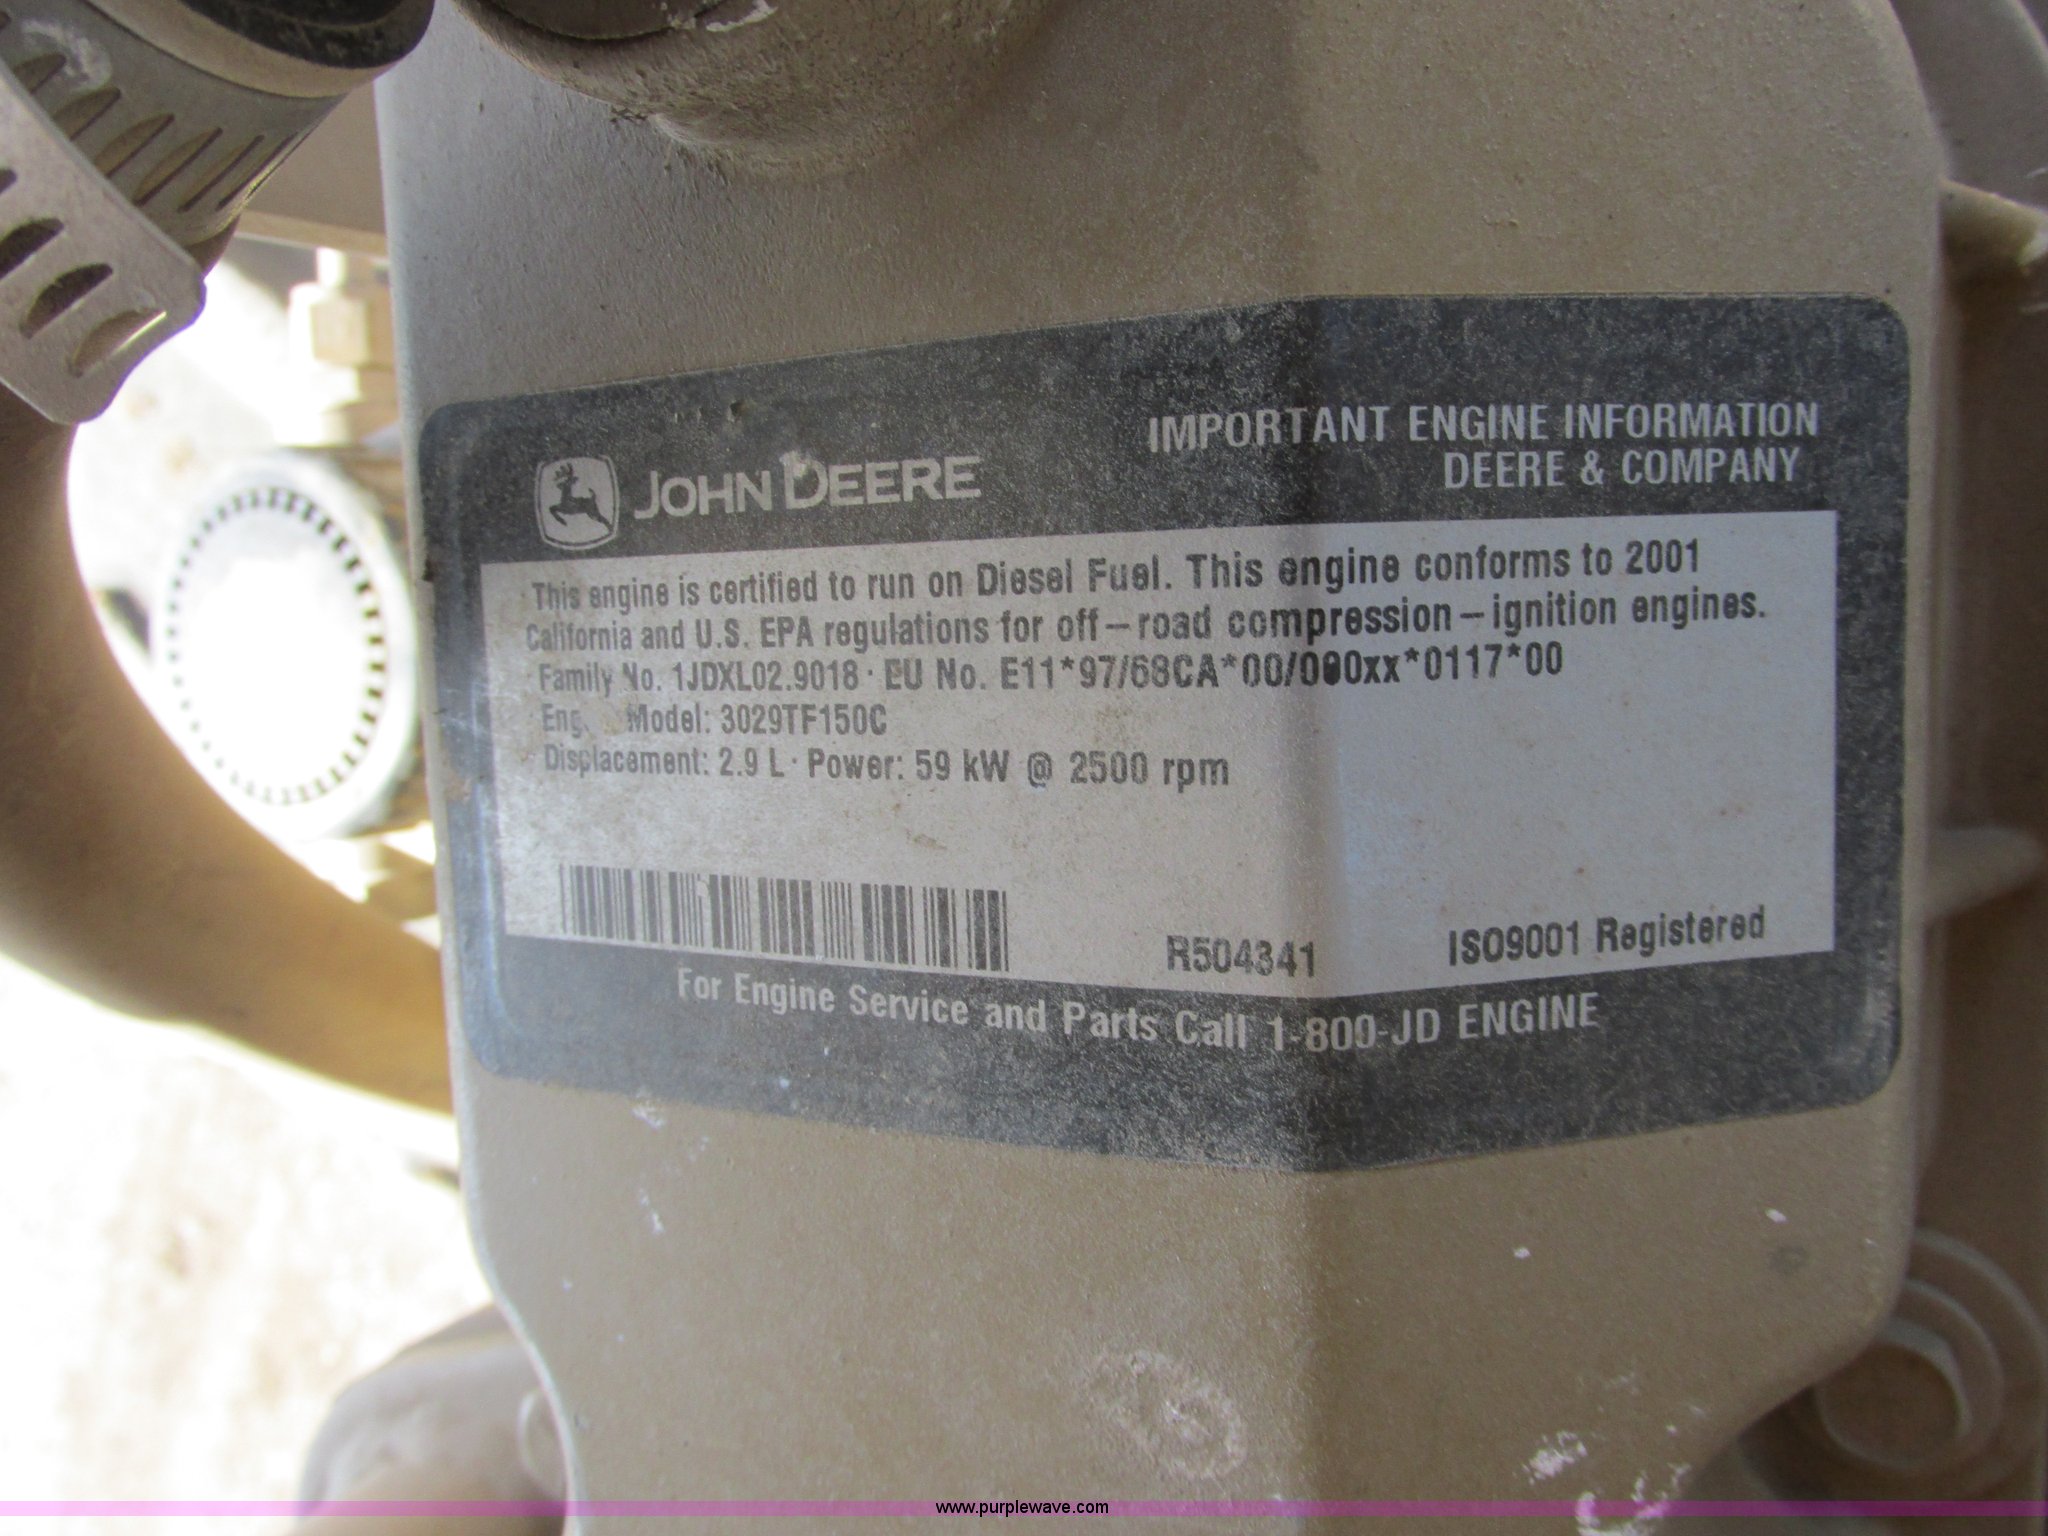 JOHN DEERE
IMPORTANT ENGINE INFORMATION
DEERE & COMPANY
This engine is certified to run on Diesel Fuel. This engine conforms to 2001
California and U.S. EPA regulations for off-road compression-ignition engines.
Family No. 1JDXL02.9018 · EU No. E11*97/68CA*00/000xx*0117*00
Model: 3029TF150C
Displacement: 2.9 L · Power: 59 kW @ 2500 rpm
R504341
ISO9001 Registered
For Engine Service and Parts Call 1-800-JD ENGINE
www.purplewave.com